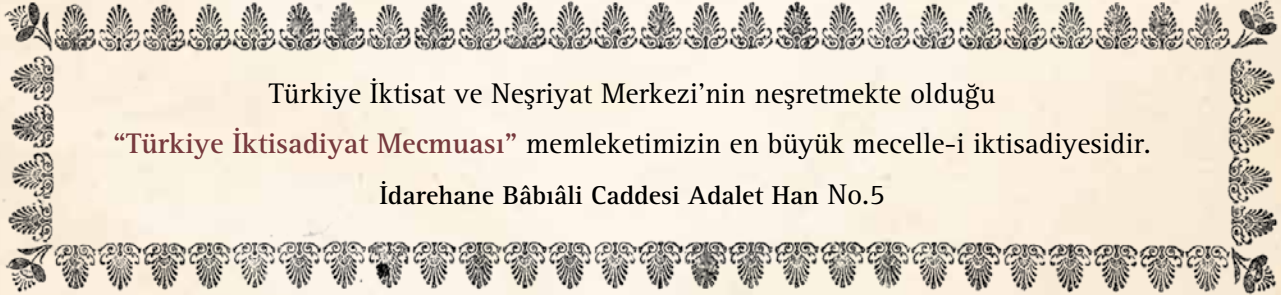 Türkiye İktisat ve Neşriyat Merkezi’nin neşretmekte olduğu
“Türkiye İktisadiyat Mecmuası” memleketimizin en büyük mecelle-i iktisadiyesidir.
İdarehane Bâbıâli Caddesi Adalet Han No.5